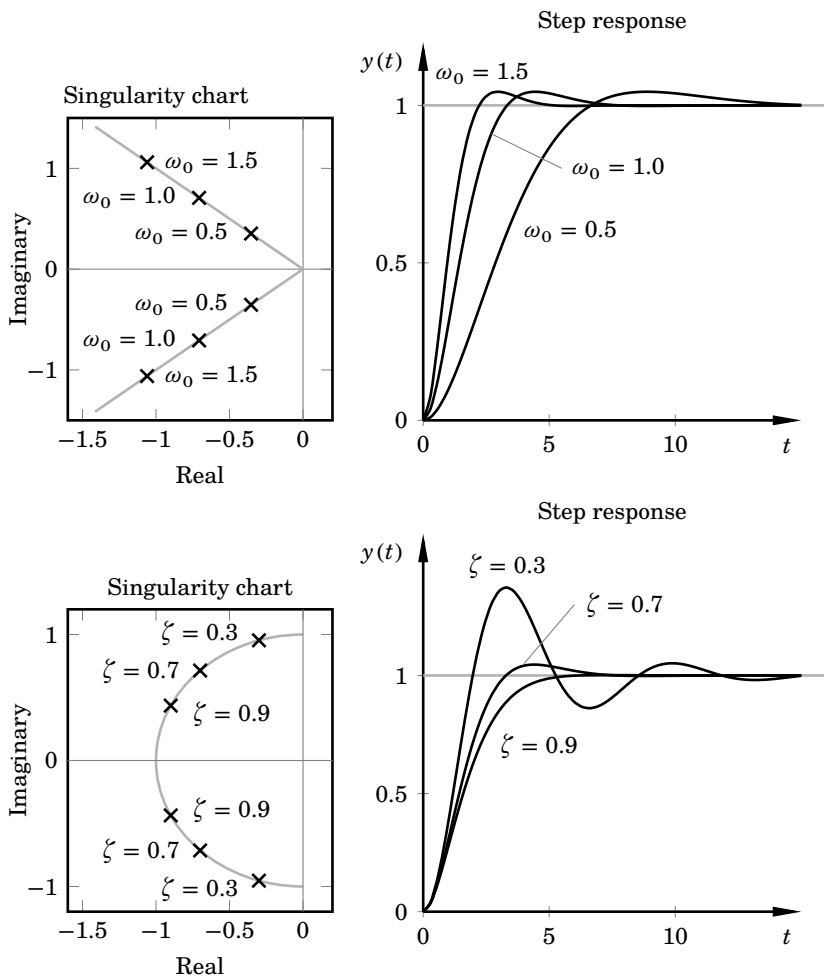 Step response
y(t)
ω₀ = 1.5
1
ω₀ = 1.0
ω₀ = 0.5
0.5
0
0
5
10
t
Singularity chart
Imaginary
1
0
−1
ω₀ = 1.5
ω₀ = 1.0
ω₀ = 0.5
ω₀ = 0.5
ω₀ = 1.0
ω₀ = 1.5
−1.5
−1
−0.5
0
Real
Step response
y(t)
ζ = 0.3
ζ = 0.7
1
ζ = 0.9
0.5
0
0
5
10
t
Singularity chart
Imaginary
1
0
−1
ζ = 0.3
ζ = 0.7
ζ = 0.9
ζ = 0.9
ζ = 0.7
ζ = 0.3
−1.5
−1
−0.5
0
Real